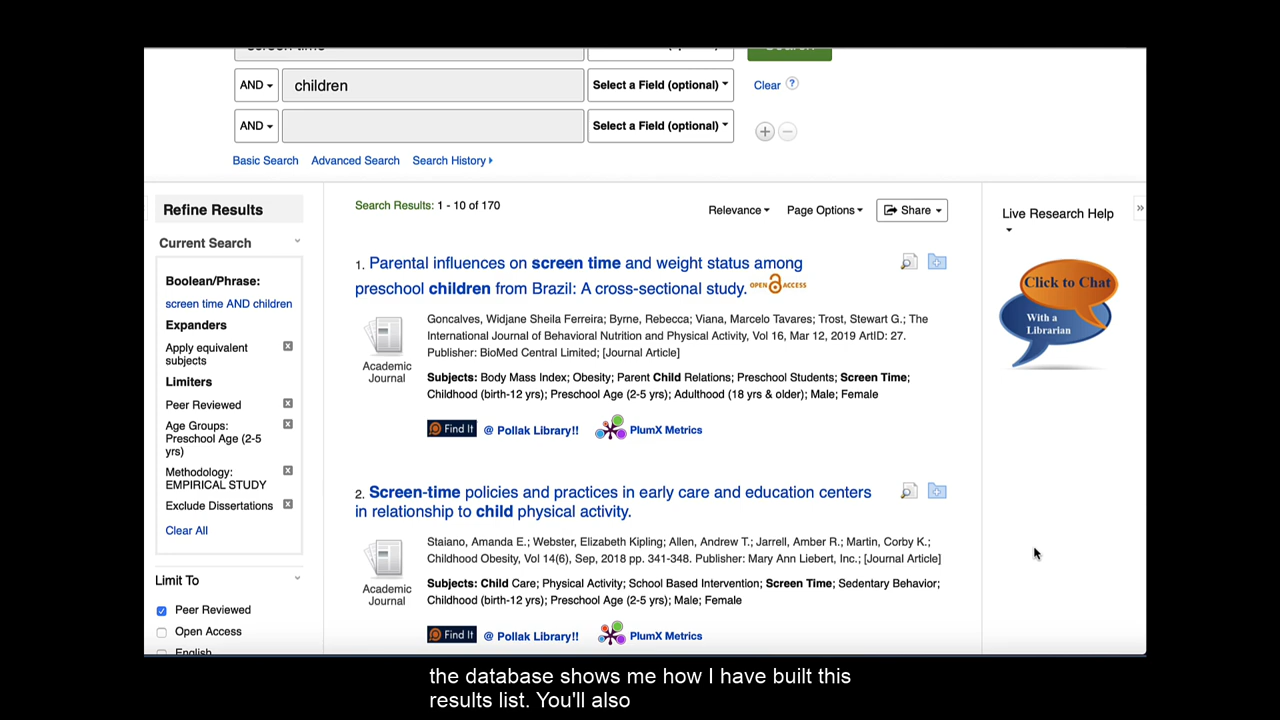 screen time
AND children Select a Field (optional) Clear ?
AND Select a Field (optional)
Basic Search Advanced Search Search History
Refine Results
Current Search
Boolean/Phrase:
screen time AND children
Expanders
Apply equivalent
subjects
Limiters
Peer Reviewed
Age Groups:
Preschool Age (2-5
yrs)
Methodology:
EMPIRICAL STUDY
Exclude Dissertations
Clear All
Limit To
Peer Reviewed
Open Access
English
Search Results: 1 - 10 of 170
Relevance Page Options Share
1. Parental influences on screen time and weight status among
preschool children from Brazil: A cross-sectional study. OPEN ACCESS
Academic
Journal
Goncalves, Widjane Sheila Ferreira; Byrne, Rebecca; Viana, Marcelo Tavares; Trost, Stewart G.; The
International Journal of Behavioral Nutrition and Physical Activity, Vol 16, Mar 12, 2019 ArtID: 27.
Publisher: BioMed Central Limited; [Journal Article]
Subjects: Body Mass Index; Obesity; Parent Child Relations; Preschool Students; Screen Time;
Childhood (birth-12 yrs); Preschool Age (2-5 yrs); Adulthood (18 yrs & older); Male; Female
Find It @ Pollak Library!! PlumX Metrics
2. Screen-time policies and practices in early care and education centers
in relationship to child physical activity.
Academic
Journal
Staiano, Amanda E.; Webster, Elizabeth Kipling; Allen, Andrew T.; Jarrell, Amber R.; Martin, Corby K.;
Childhood Obesity, Vol 14(6), Sep, 2018 pp. 341-348. Publisher: Mary Ann Liebert, Inc.; [Journal Article]
Subjects: Child Care; Physical Activity; School Based Intervention; Screen Time; Sedentary Behavior;
Childhood (birth-12 yrs); Preschool Age (2-5 yrs); Male; Female
Find It @ Pollak Library!! PlumX Metrics
Live Research Help
Click to Chat
With a
Librarian
the database shows me how I have built this
results list. You'll also